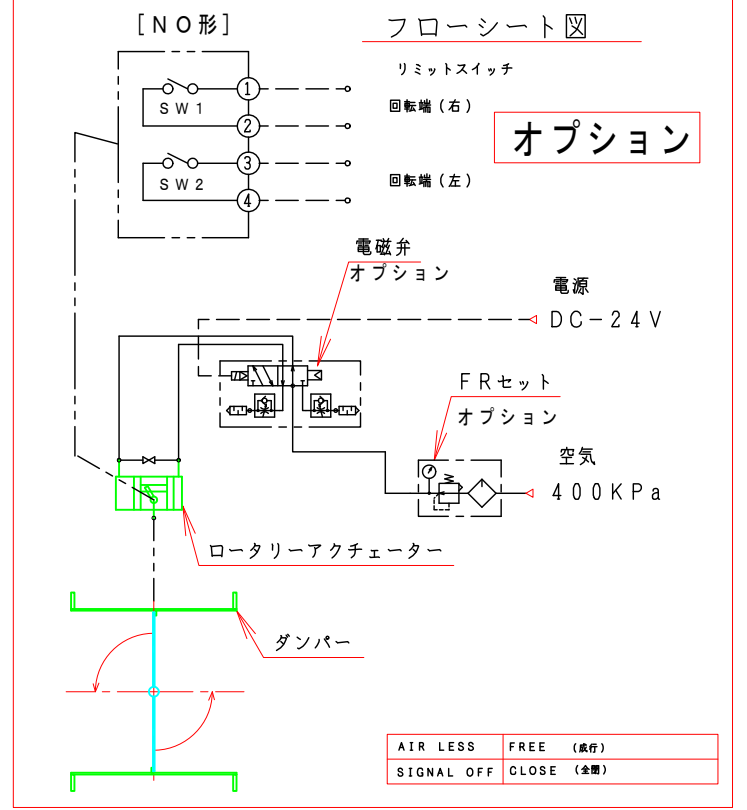 [NO形]
フローシート図
リミットスイッチ
SW1
1
2
回転端(右)
オプション
SW2
3
4
回転端(左)
電磁弁
オプション
電源
DC-24V
FRセット
オプション
空気
400KPa
ロータリーアクチェーター
ダンパー
AIR LESS FREE (成行)
SIGNAL OFF CLOSE (全閉)